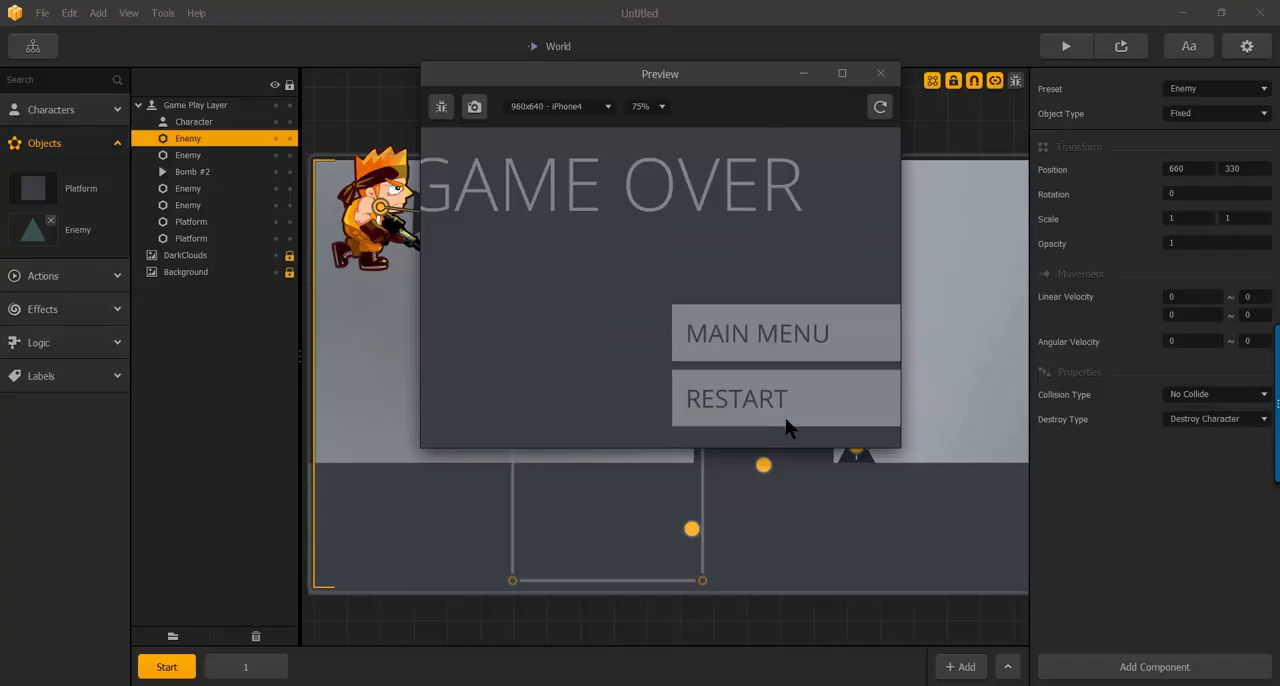 File Edit Add View Tools Help
Untitled
World
Aa
Search
Characters
Objects
Platform
Enemy
Actions
Effects
Logic
Labels
Game Play Layer
Character
Enemy
Enemy
Bomb #2
Enemy
Enemy
Platform
Platform
DarkClouds
Background
Preview
960x640 - iPhone4
75%
GAME OVER
MAIN MENU
RESTART
Preset
Enemy
Object Type
Fixed
Transform
Position
660
330
Rotation
0
Scale
1
1
Opacity
1
Movement
Linear Velocity
0 ~ 0
0 ~ 0
Angular Velocity
0 ~ 0
Properties
Collision Type
No Collide
Destroy Type
Destroy Character
Start
1
+ Add
Add Component